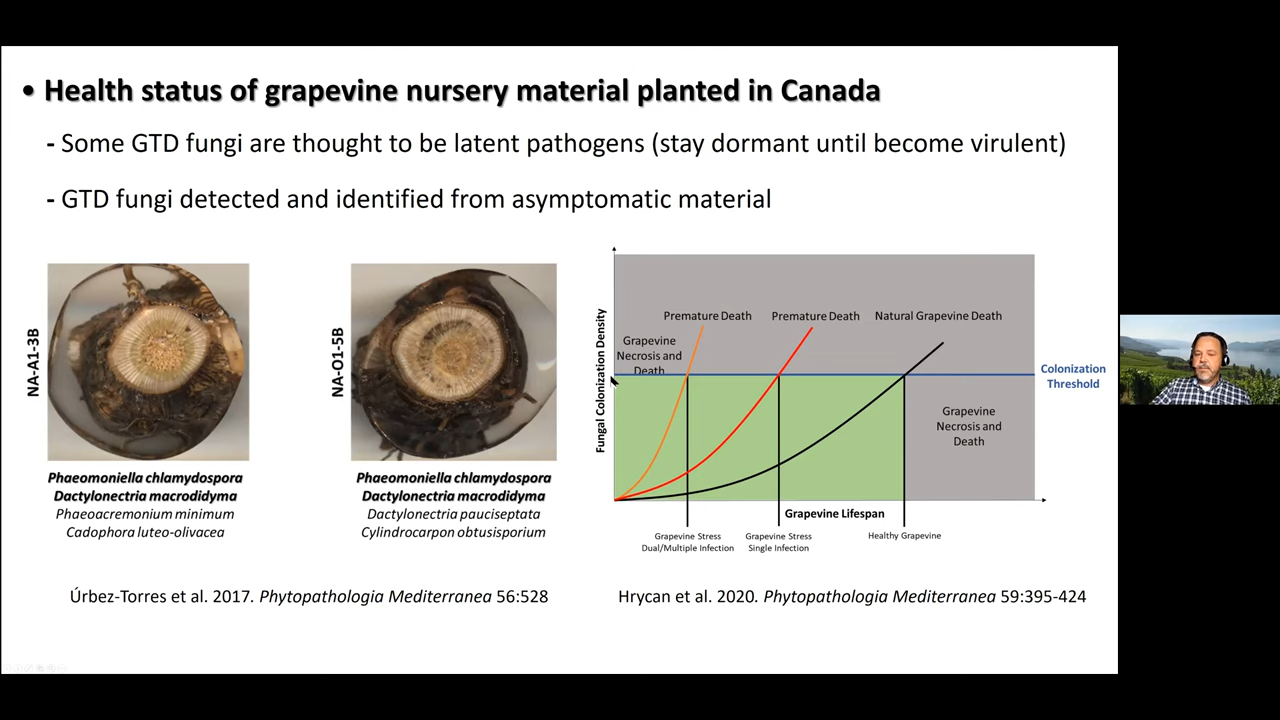 • Health status of grapevine nursery material planted in Canada
- Some GTD fungi are thought to be latent pathogens (stay dormant until become virulent)
- GTD fungi detected and identified from asymptomatic material
NA-A1-3B
Phaeomoniella chlamydospora
Dactylonectria macrodidyma
Phaeoacremonium minimum
Cadophora luteo-olivacea
NA-O1-5B
Phaeomoniella chlamydospora
Dactylonectria macrodidyma
Dactylonectria pauciseptata
Cylindrocarpon obtusisporium
Úrbez-Torres et al. 2017. Phytopathologia Mediterranea 56:528
Fungal Colonization Density
Premature Death
Premature Death
Natural Grapevine Death
Grapevine
Necrosis and
Death
Colonization
Threshold
Grapevine
Necrosis and
Death
Grapevine Lifespan
Grapevine Stress
Dual/Multiple Infection
Grapevine Stress
Single Infection
Healthy Grapevine
Hrycan et al. 2020. Phytopathologia Mediterranea 59:395-424